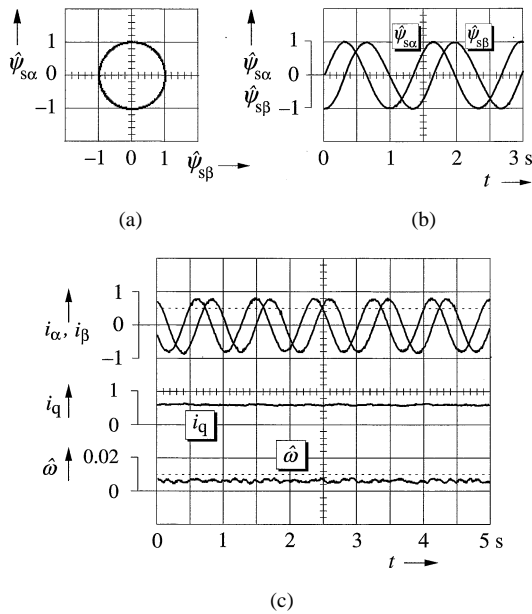 ψ̂sα
1
0
−1
−1 0 1
ψ̂sβ
(a)
ψ̂sα
ψ̂sβ
1
0
−1
ψ̂sα
ψ̂sβ
0 1 2 3 s
t
(b)
iα , iβ
1
0
−1
iq
1
0
iq
ω̂
0.02
0
ω̂
0 1 2 3 4 5 s
t
(c)